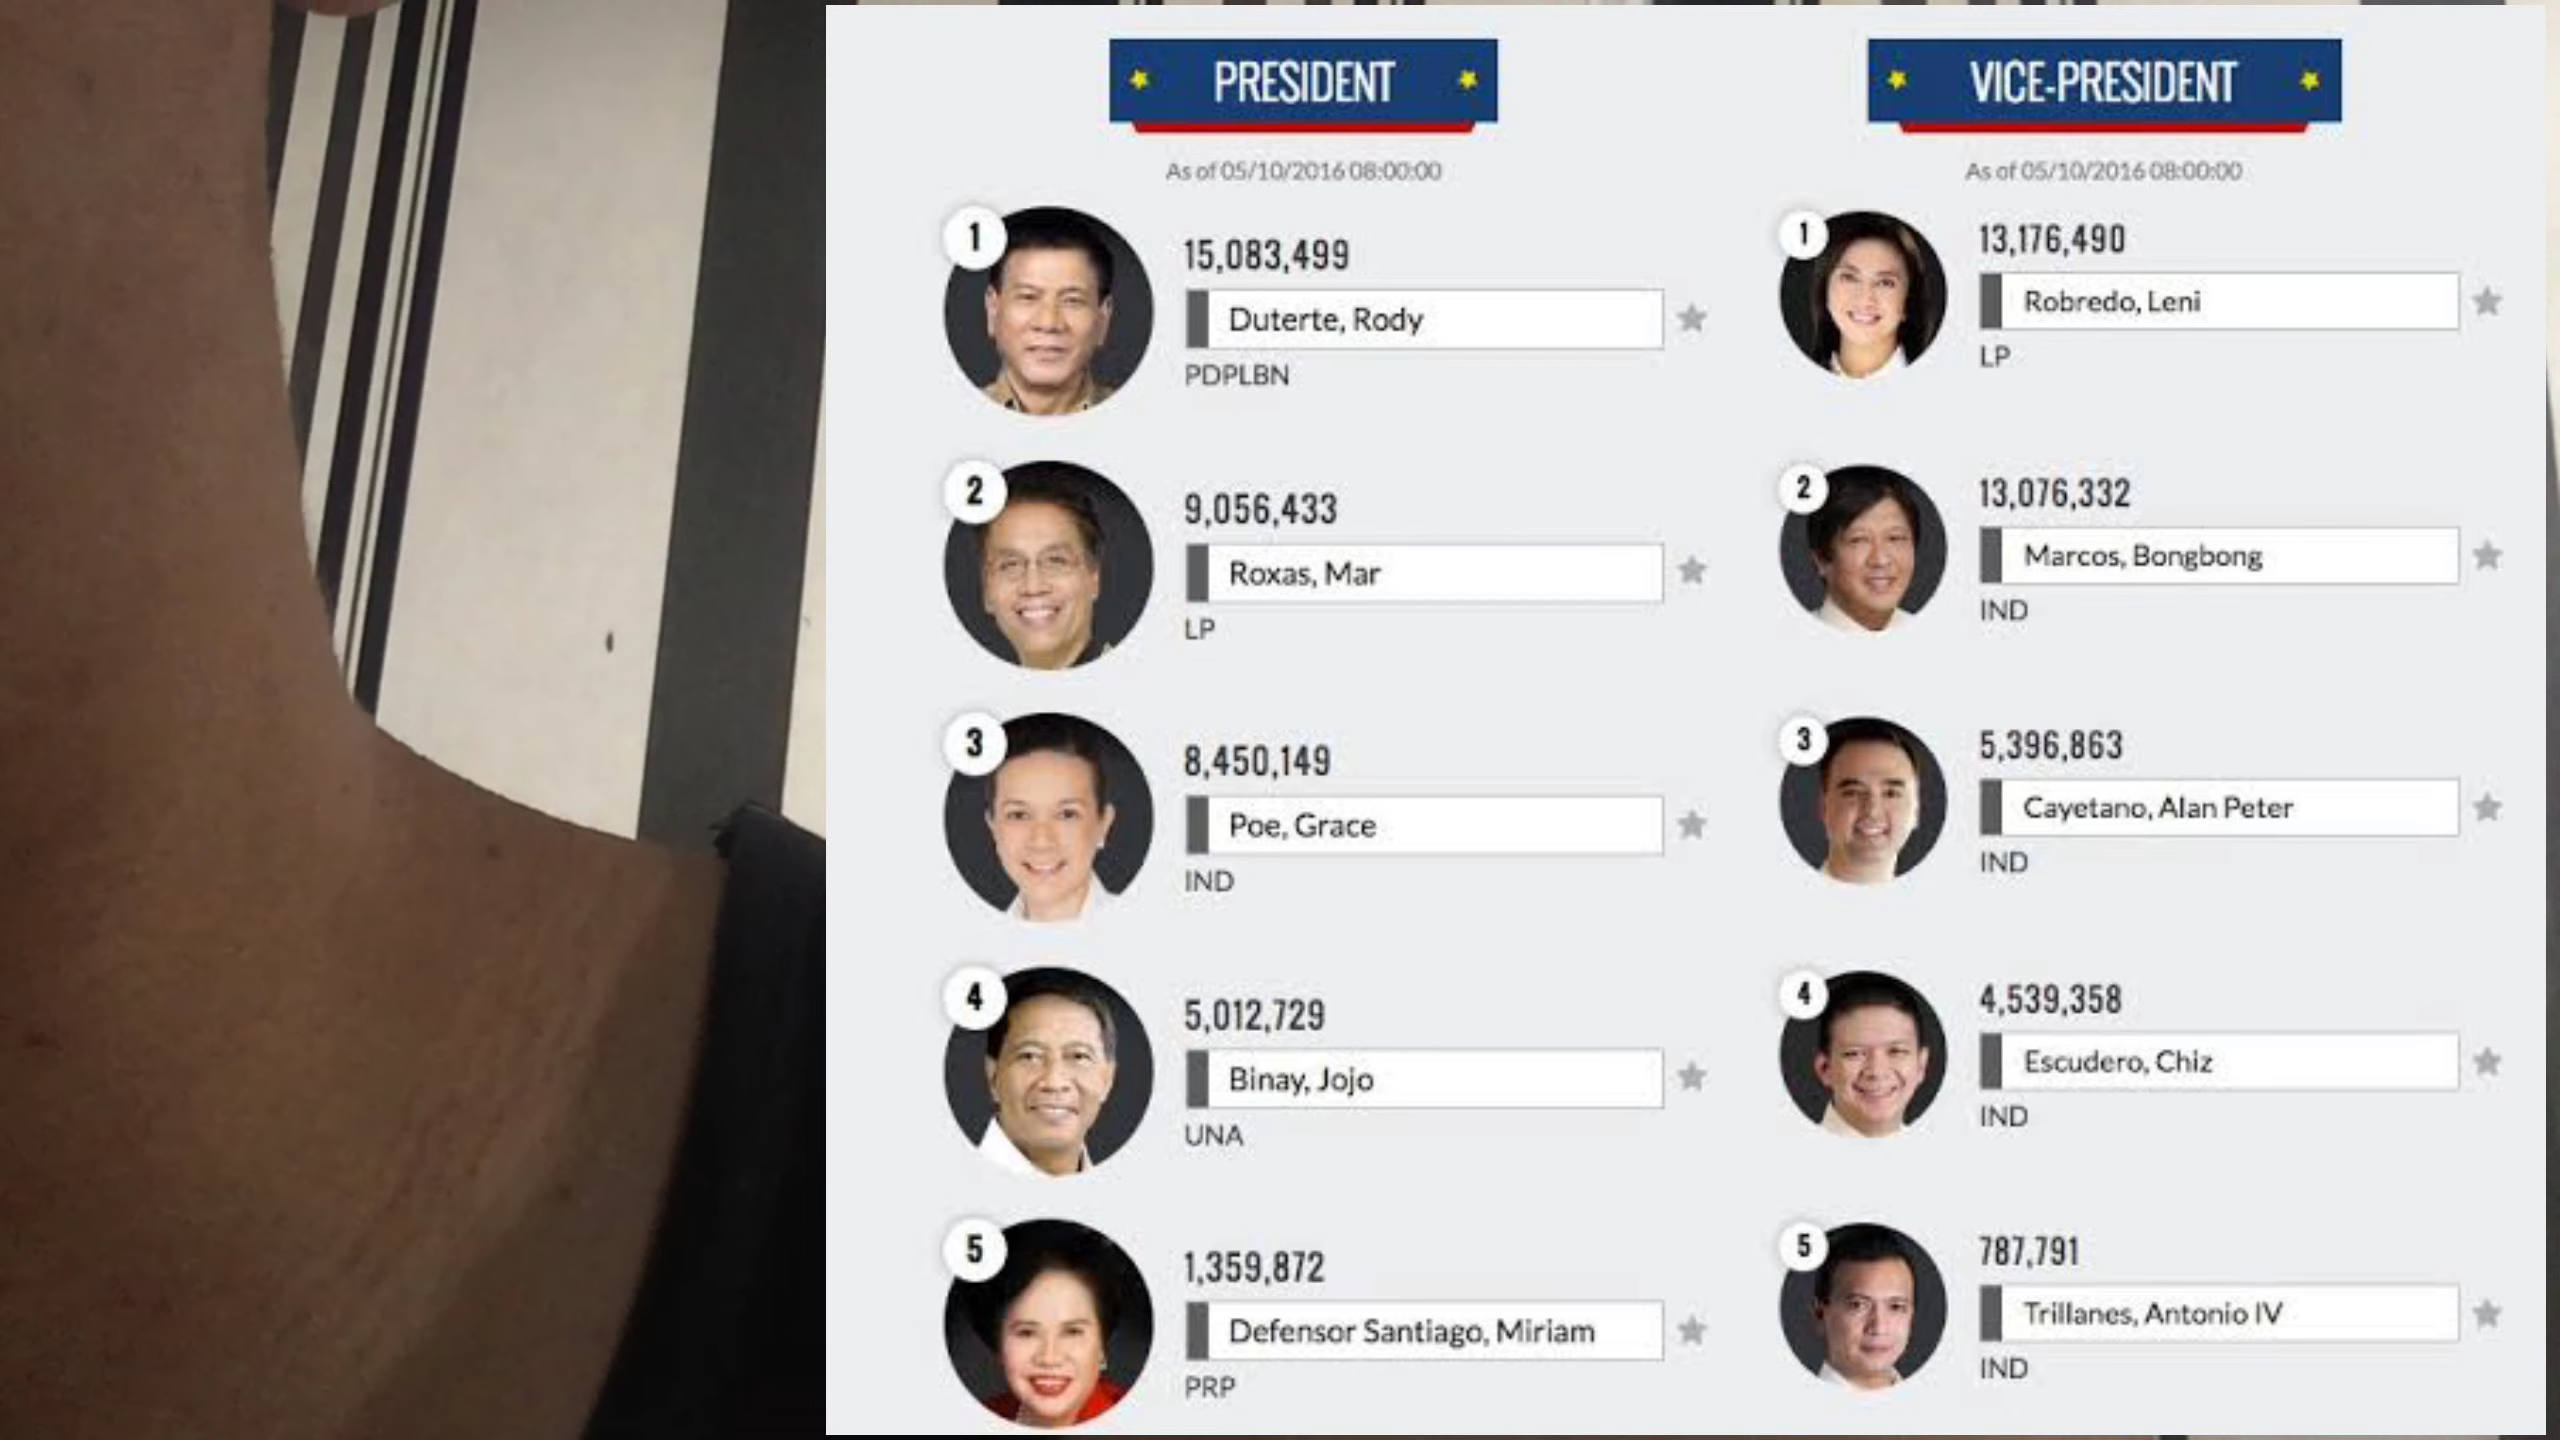 PRESIDENT
As of 05/10/2016 08:00:00
1
15,083,499
Duterte, Rody
PDPLBN
2
9,056,433
Roxas, Mar
LP
3
8,450,149
Poe, Grace
IND
4
5,012,729
Binay, Jojo
UNA
5
1,359,872
Defensor Santiago, Miriam
PRP
VICE-PRESIDENT
As of 05/10/2016 08:00:00
1
13,176,490
Robredo, Leni
LP
2
13,076,332
Marcos, Bongbong
IND
3
5,396,863
Cayetano, Alan Peter
IND
4
4,539,358
Escudero, Chiz
IND
5
787,791
Trillanes, Antonio IV
IND